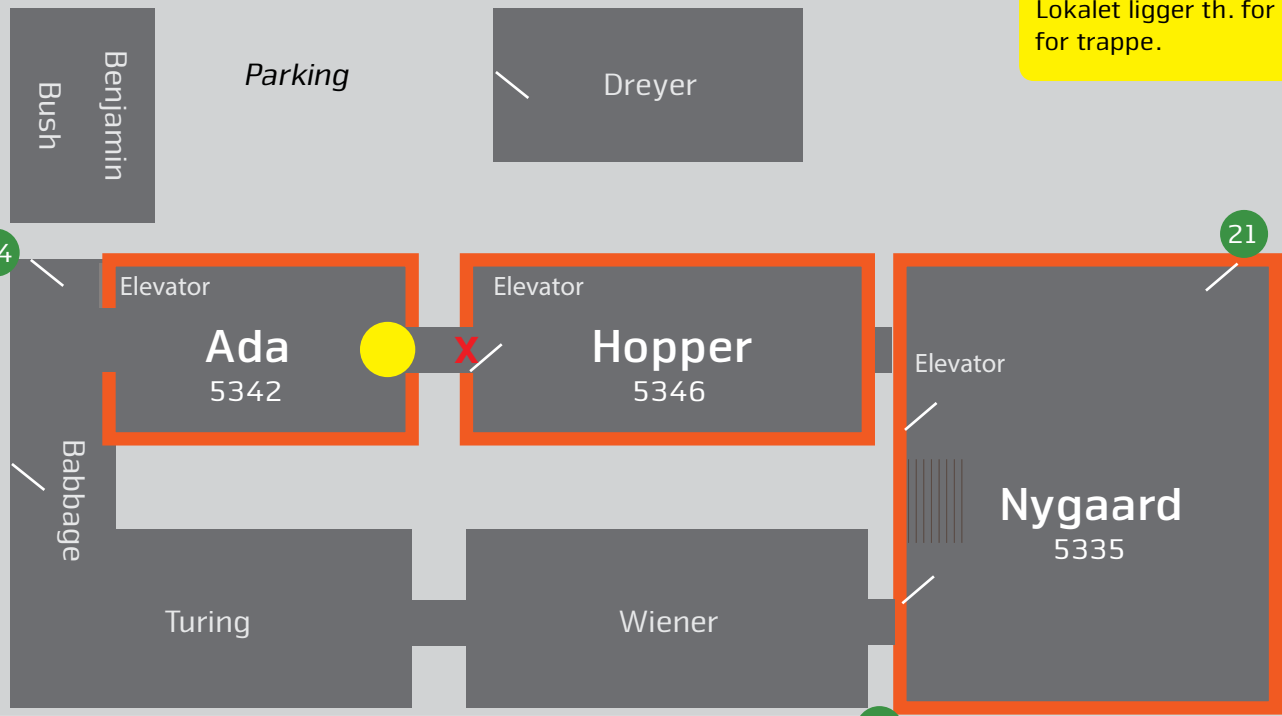 Lokalet ligger th. for
for trappe.
Benjamin
Bush
Parking
Dreyer
4
21
Elevator
Ada
5342
X
Elevator
Hopper
5346
Elevator
Nygaard
5335
Babbage
Turing
Wiener